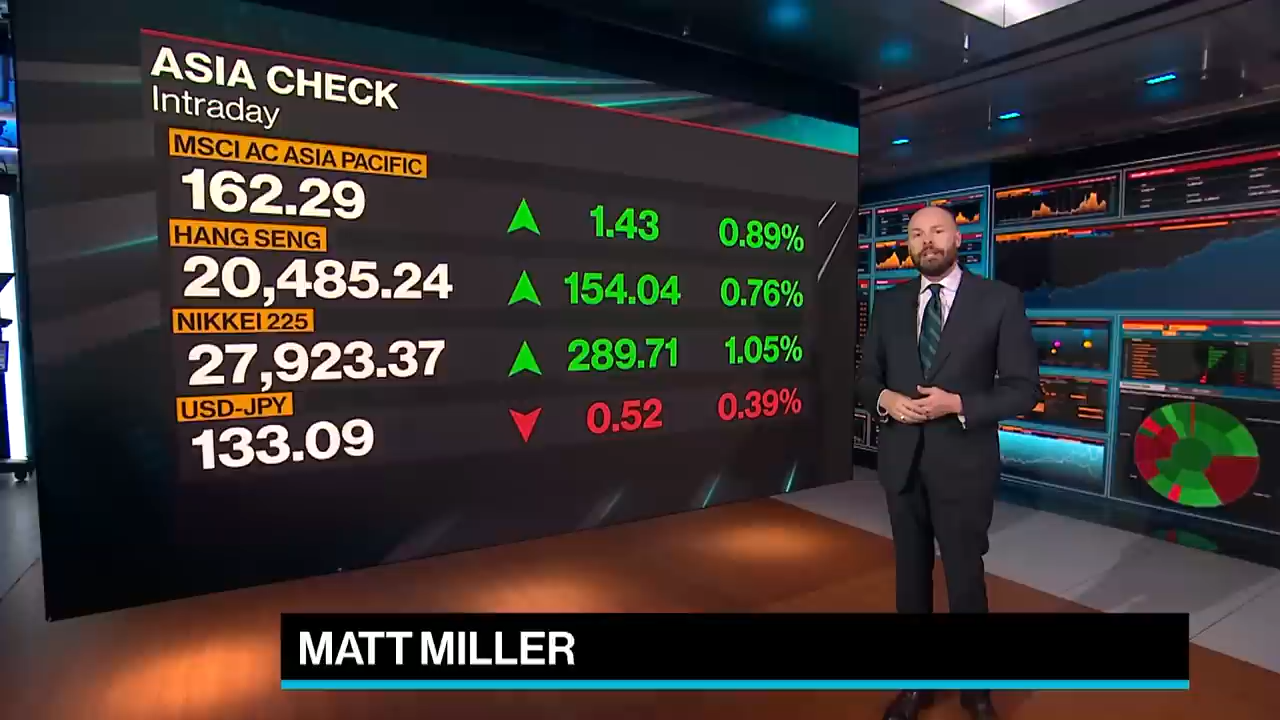 ASIA CHECK
Intraday
MSCI AC ASIA PACIFIC
162.29 1.43 0.89%
HANG SENG
20,485.24 154.04 0.76%
NIKKEI 225
27,923.37 289.71 1.05%
USD-JPY
133.09 0.52 0.39%
MATT MILLER